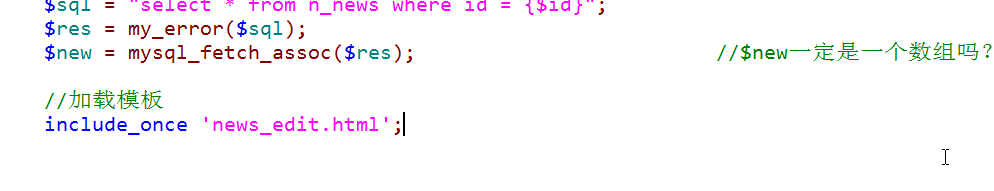 $sql = "select * from n_news where id = {$id}";
$res = my_error($sql);
$new = mysql_fetch_assoc($res); //$new一定是一个数组吗?
//加载模板
include_once 'news_edit.html';